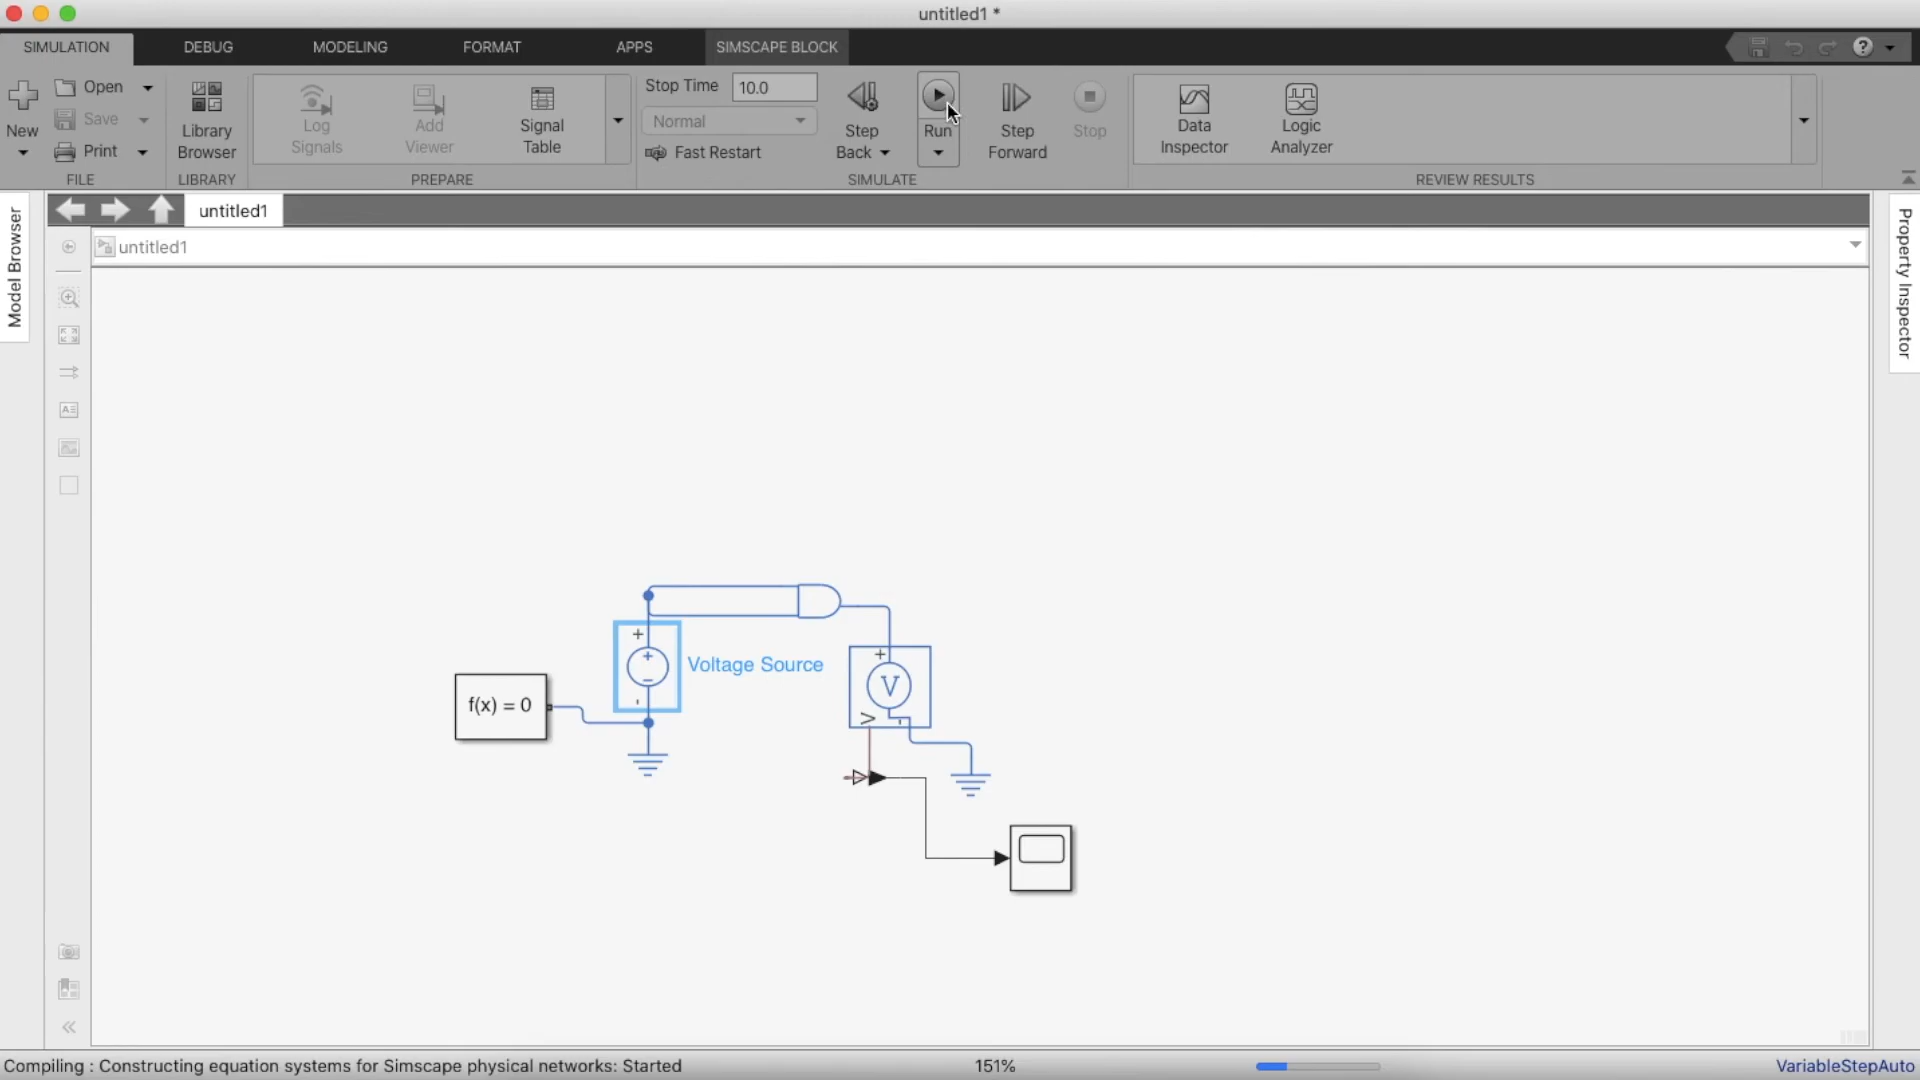 untitled1 *
SIMULATION DEBUG MODELING FORMAT APPS SIMSCAPE BLOCK
New
Open
Save
Print
FILE
Library
Browser
LIBRARY
Log
Signals
Add
Viewer
Signal
Table
PREPARE
Stop Time 10.0
Normal
Fast Restart
Step
Back
Run
Step
Forward
Stop
SIMULATE
Data
Inspector
Logic
Analyzer
REVIEW RESULTS
Model Browser
untitled1
untitled1
Property Inspector
f(x) = 0
+
+
−
-
Voltage Source
+
V
V
-
Compiling : Constructing equation systems for Simscape physical networks: Started 151% VariableStepAuto